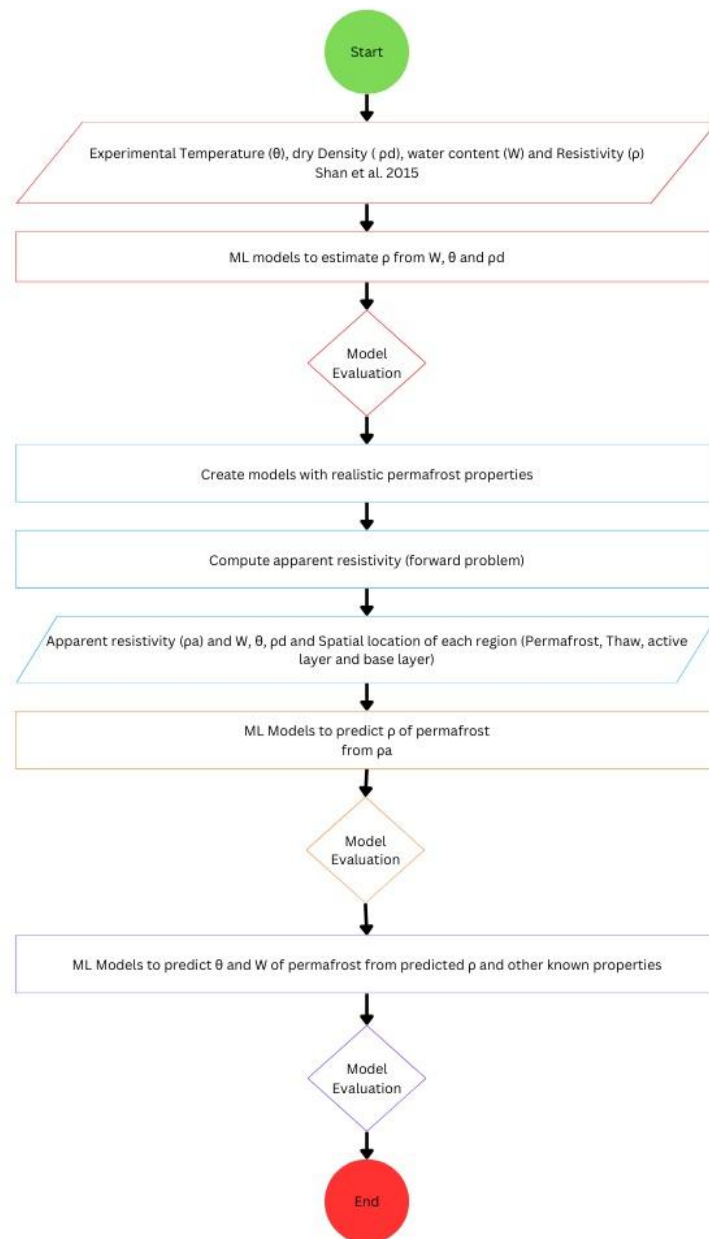 Start
Experimental Temperature (θ), dry Density ( ρd), water content (W) and Resistivity (ρ)
Shan et al. 2015
ML models to estimate ρ from W, θ and ρd
Model
Evaluation
Create models with realistic permafrost properties
Compute apparent resistivity (forward problem)
Apparent resistivity (ρa) and W, θ, ρd and Spatial location of each region (Permafrost, Thaw, active
layer and base layer)
ML Models to predict ρ of permafrost
from ρa
Model
Evaluation
ML Models to predict θ and W of permafrost from predicted ρ and other known properties
Model
Evaluation
End